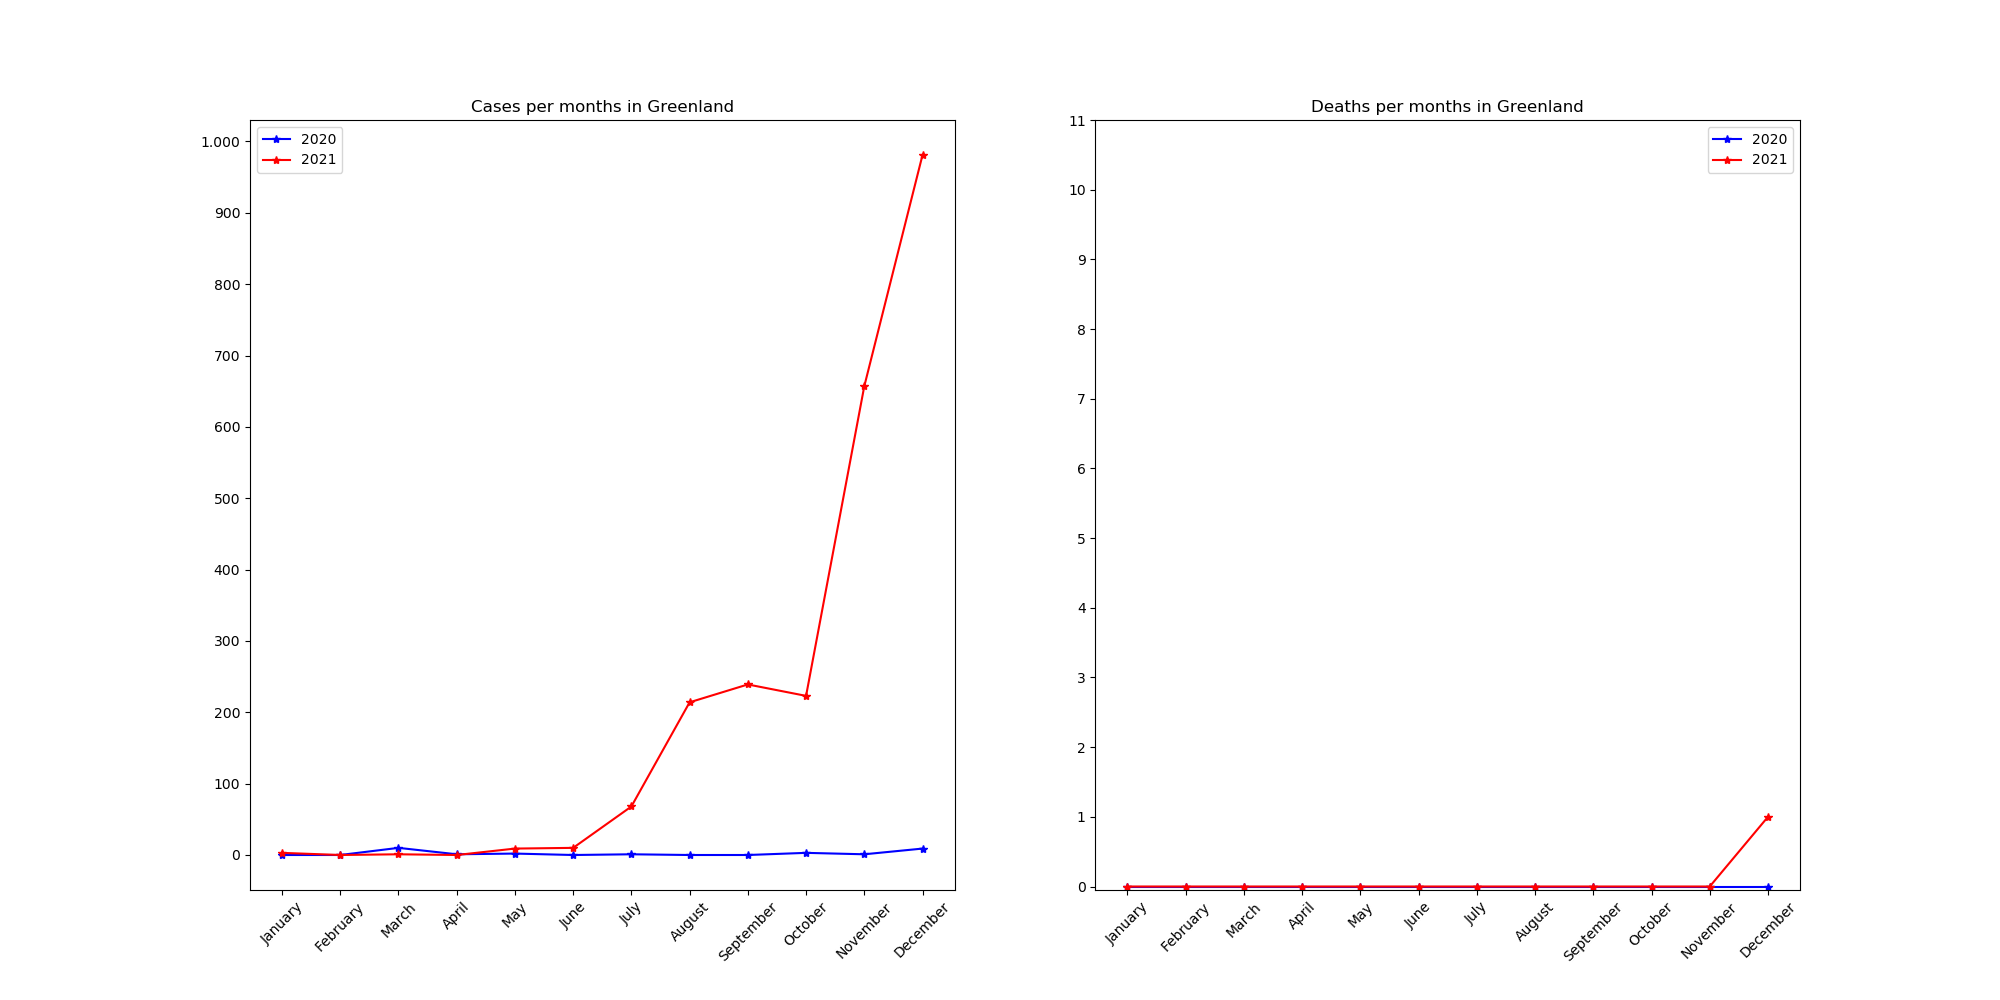 Cases per months in Greenland
2020
2021
1.000
900
800
700
600
500
400
300
200
100
0
January
February
March
April
May
June
July
August
September
October
November
December
Deaths per months in Greenland
2020
2021
11
10
9
8
7
6
5
4
3
2
1
0
January
February
March
April
May
June
July
August
September
October
November
December